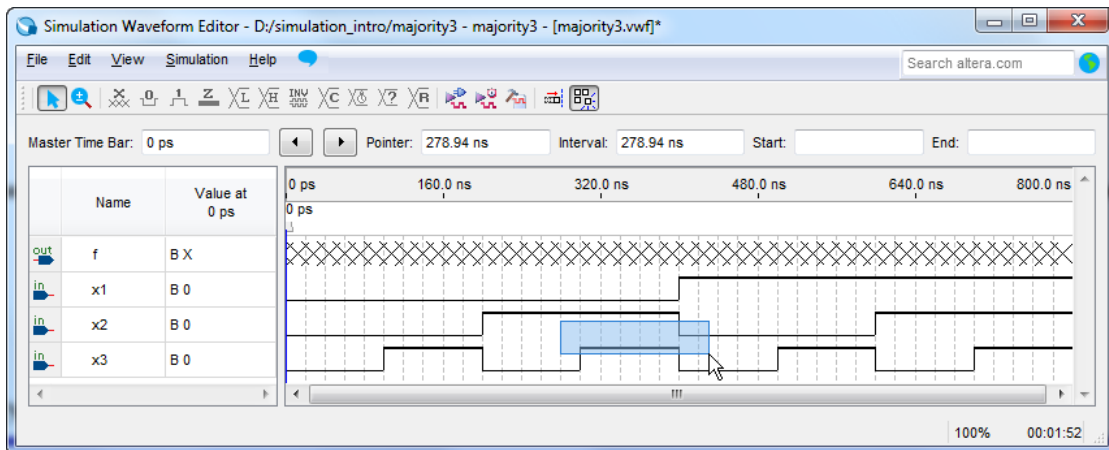 Simulation Waveform Editor - D:/simulation_intro/majority3 - majority3 - [majority3.vwf]*
File Edit View Simulation Help Search altera.com
Master Time Bar: 0 ps Pointer: 278.94 ns Interval: 278.94 ns Start: End:
Name Value at 0 ps 0 ps 160.0 ns 320.0 ns 480.0 ns 640.0 ns 800.0 ns
0 ps
out f B X
in x1 B 0
in x2 B 0
in x3 B 0
100% 00:01:52